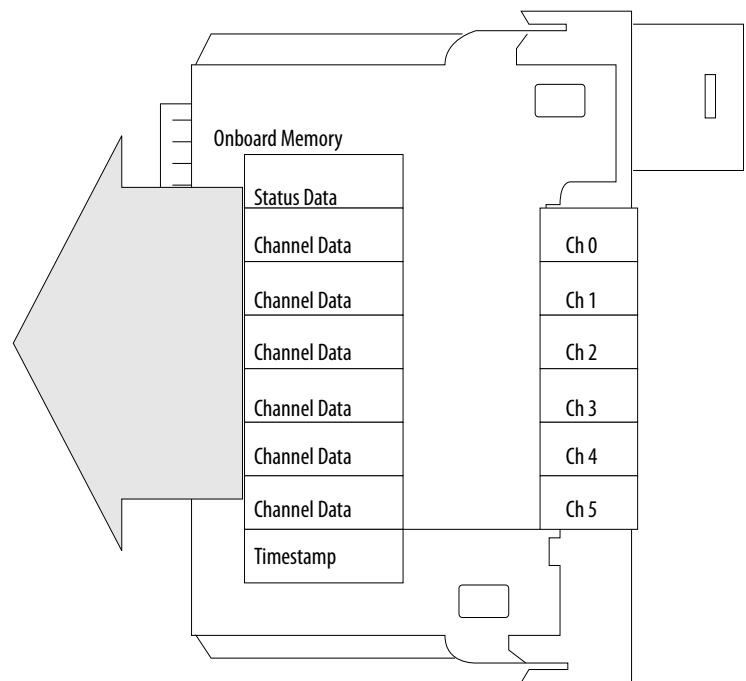 Onboard Memory
Status Data
Channel Data Ch 0
Channel Data Ch 1
Channel Data Ch 2
Channel Data Ch 3
Channel Data Ch 4
Channel Data Ch 5
Timestamp